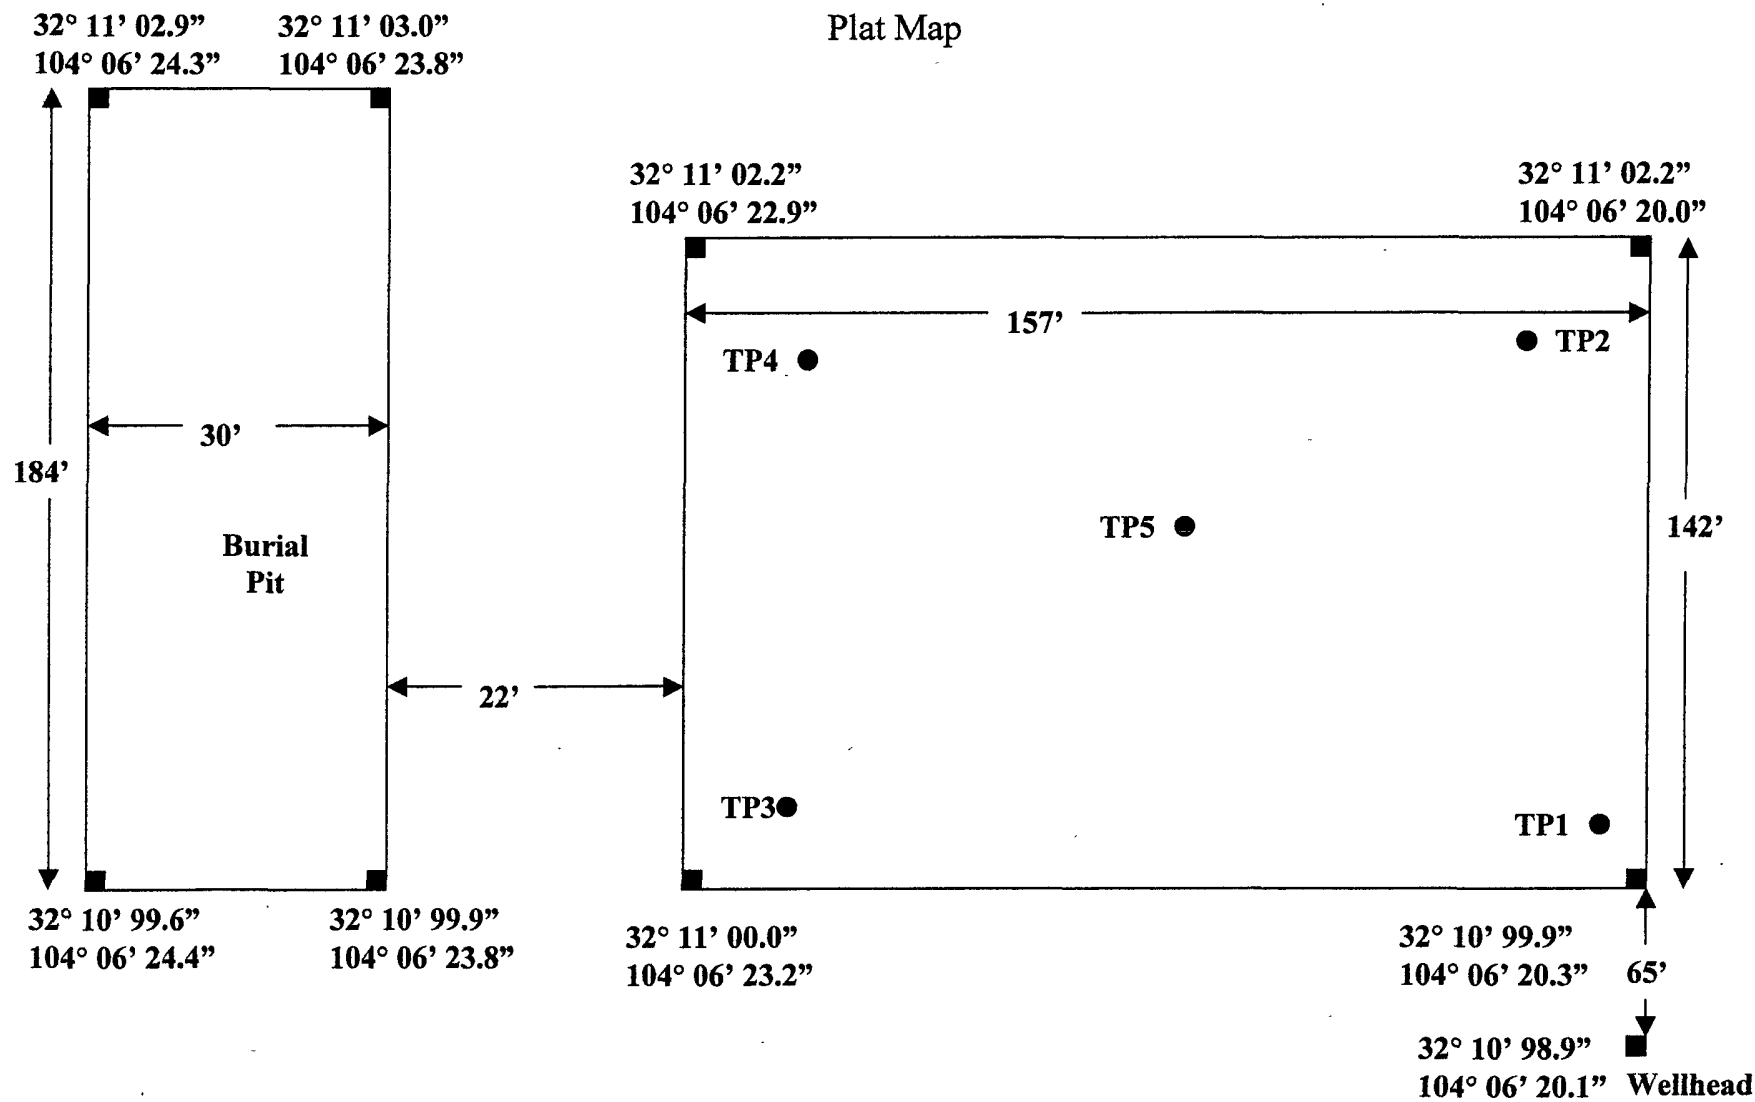 Plat Map
32° 11’ 02.9”
104° 06’ 24.3”
32° 11’ 03.0”
104° 06’ 23.8”
32° 11’ 02.2”
104° 06’ 22.9”
32° 11’ 02.2”
104° 06’ 20.0”
157’
TP4
TP2
30’
184’
TP5
142’
Burial
Pit
22’
TP3
TP1
32° 10’ 99.6”
104° 06’ 24.4”
32° 10’ 99.9”
104° 06’ 23.8”
32° 11’ 00.0”
104° 06’ 23.2”
32° 10’ 99.9”
104° 06’ 20.3”
65’
32° 10’ 98.9”
104° 06’ 20.1”
Wellhead